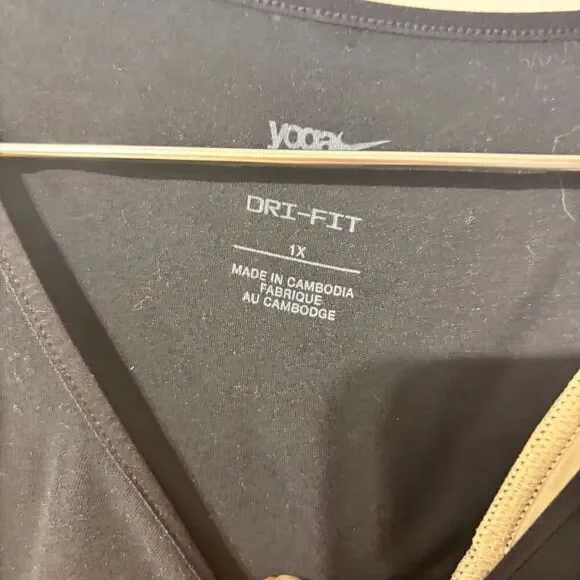 yoga
DRI-FIT
1X
MADE IN CAMBODIA
FABRIQUE
AU CAMBODGE